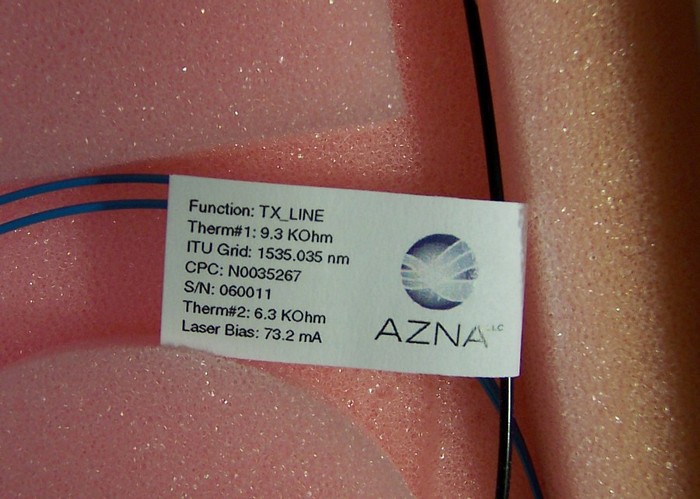 Function: TX_LINE
Therm#1: 9.3 KOhm
ITU Grid: 1535.035 nm
CPC: N0035267
S/N: 060011
Therm#2: 6.3 KOhm
Laser Bias: 73.2 mA
AZNA LLC